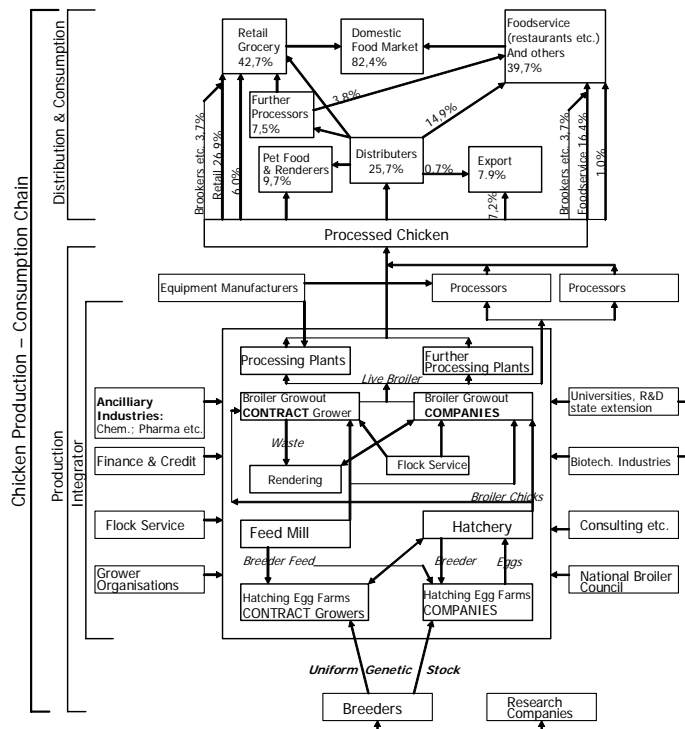 Chicken Production – Consumption Chain
Distribution & Consumption
Production
Integrator
Retail
Grocery
42,7%
Domestic
Food Market
82,4%
Foodservice
(restaurants etc.)
And others
39,7%
Further
Processors
7,5%
3,8%
14,9%
Pet Food
& Renderers
9,7%
Distributers
25,7%
0,7%
Export
7.9%
Brookers etc. 3,7%
Retail 26,9%
6,0%
7,2%
Brookers etc. 3,7%
Foodservice 16,4%
1,0%
Processed Chicken
Equipment Manufacturers
Processors
Processors
Processing Plants
Further
Processing Plants
Live Broiler
Ancilliary
Industries:
Chem.; Pharma etc.
Broiler Growout
CONTRACT Grower
Broiler Growout
COMPANIES
Universities, R&D
state extension
Waste
Finance & Credit
Rendering
Flock Service
Biotech. Industries
Broiler Chicks
Flock Service
Feed Mill
Hatchery
Consulting etc.
Breeder Feed
Breeder
Eggs
Grower
Organisations
Hatching Egg Farms
CONTRACT Growers
Hatching Egg Farms
COMPANIES
National Broiler
Council
Uniform Genetic Stock
Breeders
Research
Companies